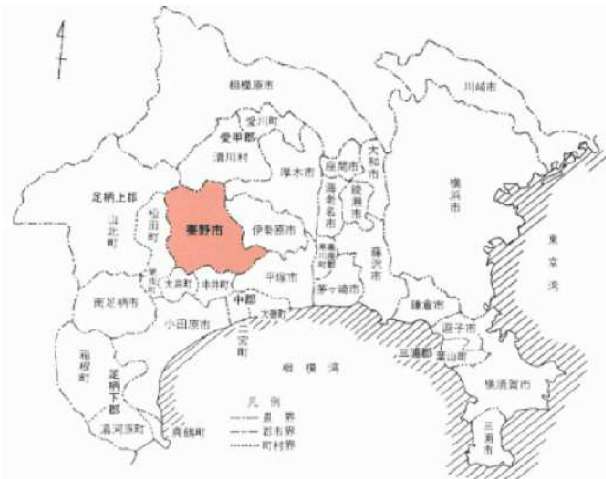 相模原市
川崎市
愛川町
愛甲郡
清川村
厚木市
座間市
大和市
綾瀬市
海老名市
横浜市
足柄上郡
山北町
松田町
秦野市
伊勢原市
藤沢市
東京湾
大井町
中井町
平塚市
茅ヶ崎市
南足柄市
小田原市
中郡
大磯町
二宮町
鎌倉市
逗子市
三浦郡
葉山町
横須賀市
三浦市
箱根町
足柄下郡
湯河原町
真鶴町
相模湾
凡例
県界
郡市界
町村界